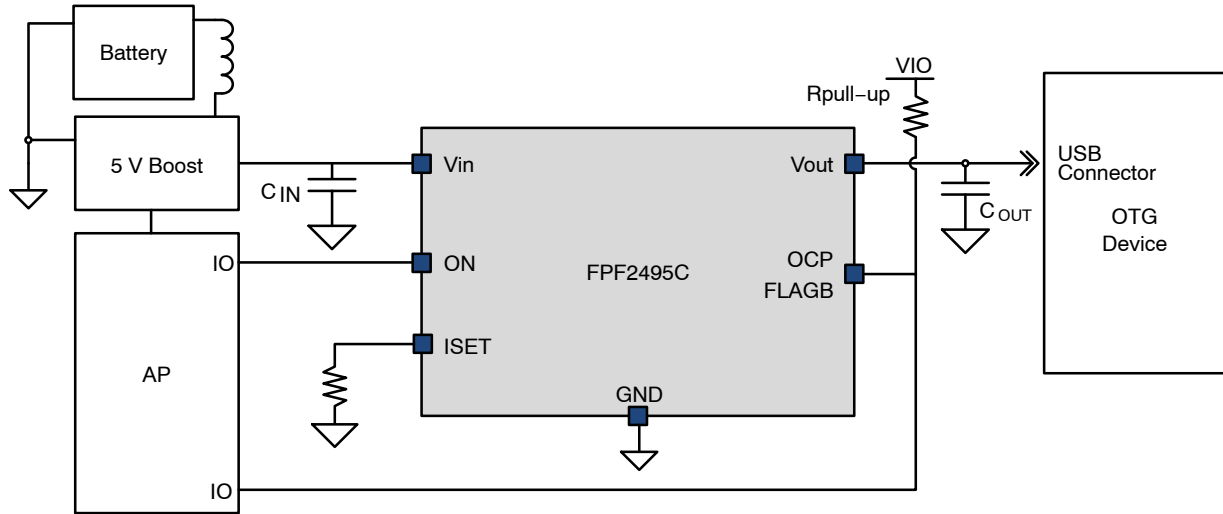 Battery
VIO
Rpull−up
5 V Boost
C IN
Vin
Vout
C OUT
USB
Connector
OTG
Device
IO
ON
FPF2495C
OCP
FLAGB
ISET
AP
GND
IO